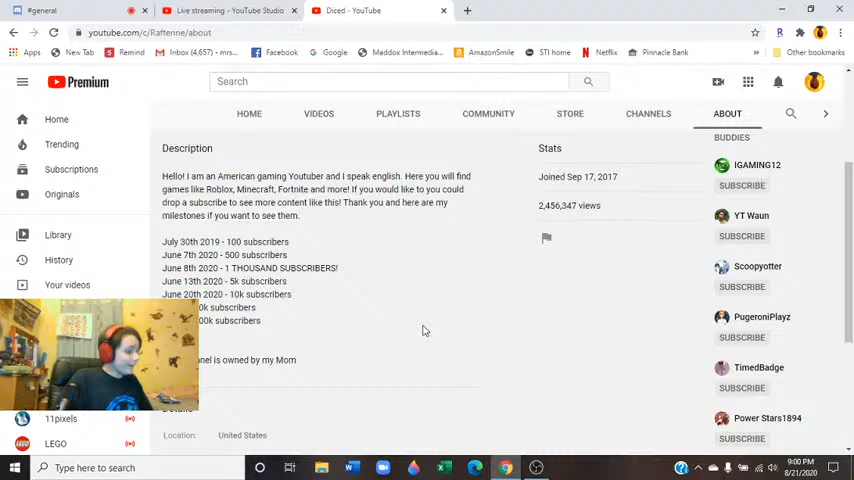 #general
Live streaming - YouTube Studio
Diced - YouTube
youtube.com/c/Rafterine/about
Apps
New Tab
Remind
Inbox (4,657) - mrs...
Facebook
Google
Maddox Intermedia...
AmazonSmile
STI home
Netflix
Pinnacle Bank
Other bookmarks
Premium
Search
HOME
VIDEOS
PLAYLISTS
COMMUNITY
STORE
CHANNELS
ABOUT
Home
Trending
Subscriptions
Originals
Library
History
Your videos
11pixels
LEGO
Description
Hello! I am an American gaming Youtuber and I speak english. Here you will find
games like Roblox, Minecraft, Fortnite and more! If you would like to you could
drop a subscribe to see more content like this! Thank you and here are my
milestones if you want to see them.
July 30th 2019 - 100 subscribers
June 7th 2020 - 500 subscribers
June 8th 2020 - 1 THOUSAND SUBSCRIBERS!
June 13th 2020 - 5k subscribers
June 20th 2020 - 10k subscribers
0k subscribers
00k subscribers
nel is owned by my Mom
Location:
United States
Stats
Joined Sep 17, 2017
2,456,347 views
BUDDIES
IGAMING12
SUBSCRIBE
YT Waun
SUBSCRIBE
Scoopyotter
SUBSCRIBE
PugeroniPlayz
SUBSCRIBE
TimedBadge
SUBSCRIBE
Power Stars1894
SUBSCRIBE
Type here to search
9:00 PM
8/21/2020